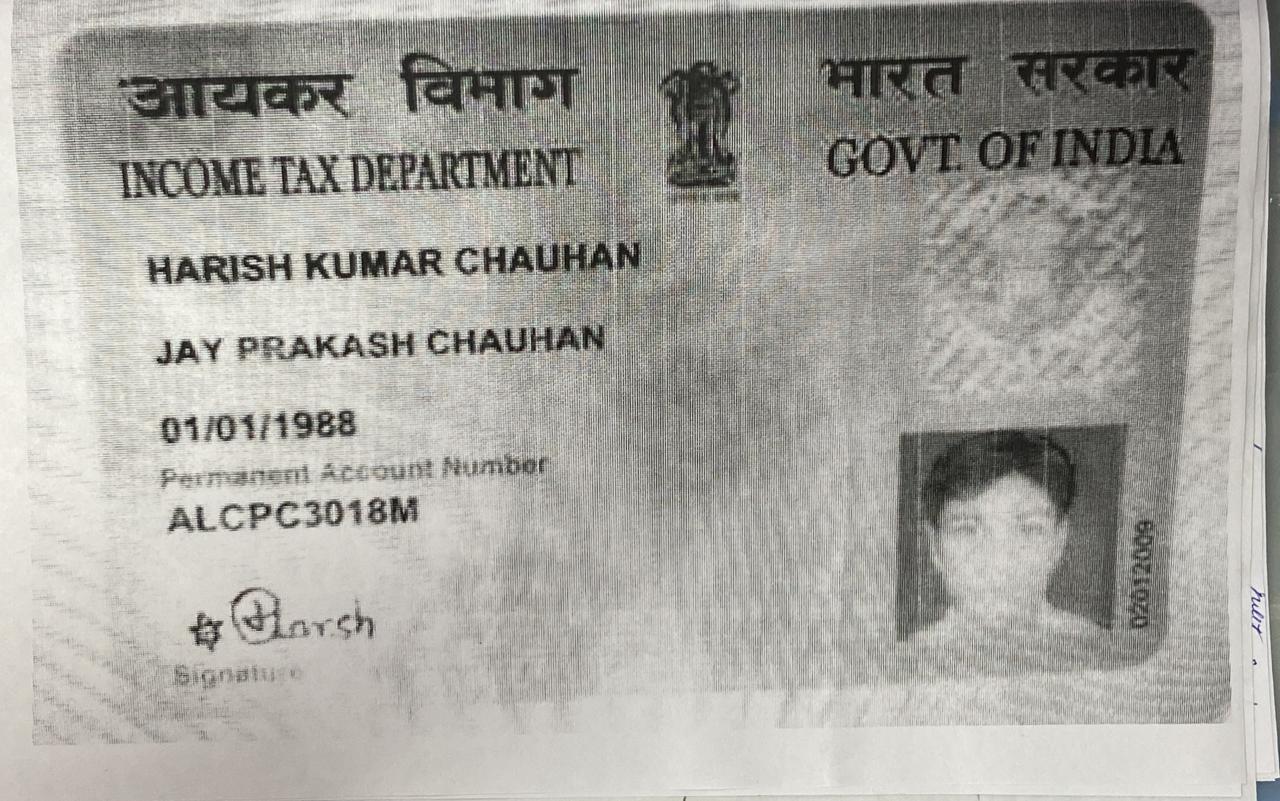 आयकर विभाग
भारत सरकार
INCOME TAX DEPARTMENT
GOVT. OF INDIA
HARISH KUMAR CHAUHAN
JAY PRAKASH CHAUHAN
01/01/1988
Permanent Account Number
ALCPC3018M
Harsh
Signature
02012009